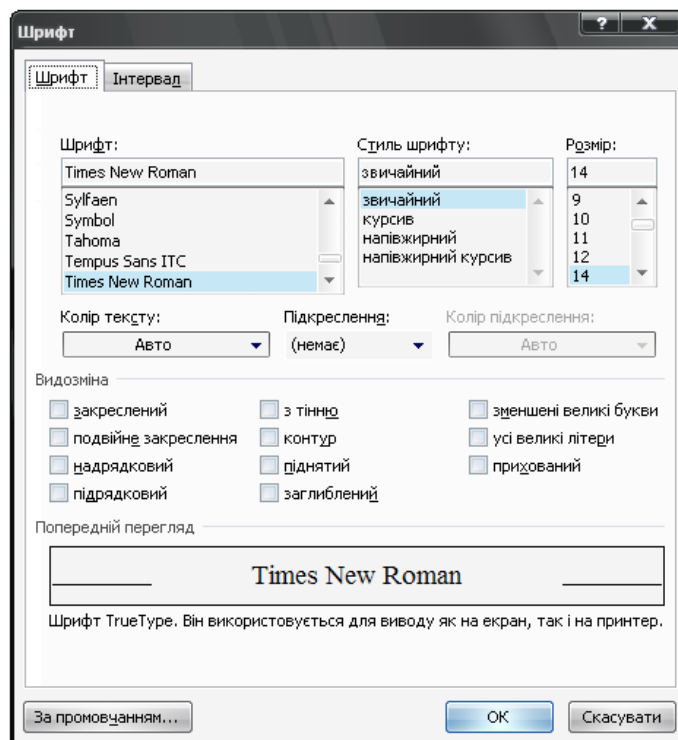 Шрифт
? X
Шрифт Інтервал
Шрифт: Стиль шрифту: Розмір:
Times New Roman звичайний 14
Sylfaen звичайний 9
Symbol курсив 10
Tahoma напівжирний 11
Tempus Sans ITC напівжирний курсив 12
Times New Roman 14
Колір тексту: Підкреслення: Колір підкреслення:
Авто (немає) Авто
Видозміна
закреслений з тінню зменшені великі букви
подвійне закреслення контур усі великі літери
надрядковий піднятий прихований
підрядковий заглиблений
Попередній перегляд
Times New Roman
Шрифт TrueType. Він використовується для виводу як на екран, так і на принтер.
За промовчанням... ОК Скасувати